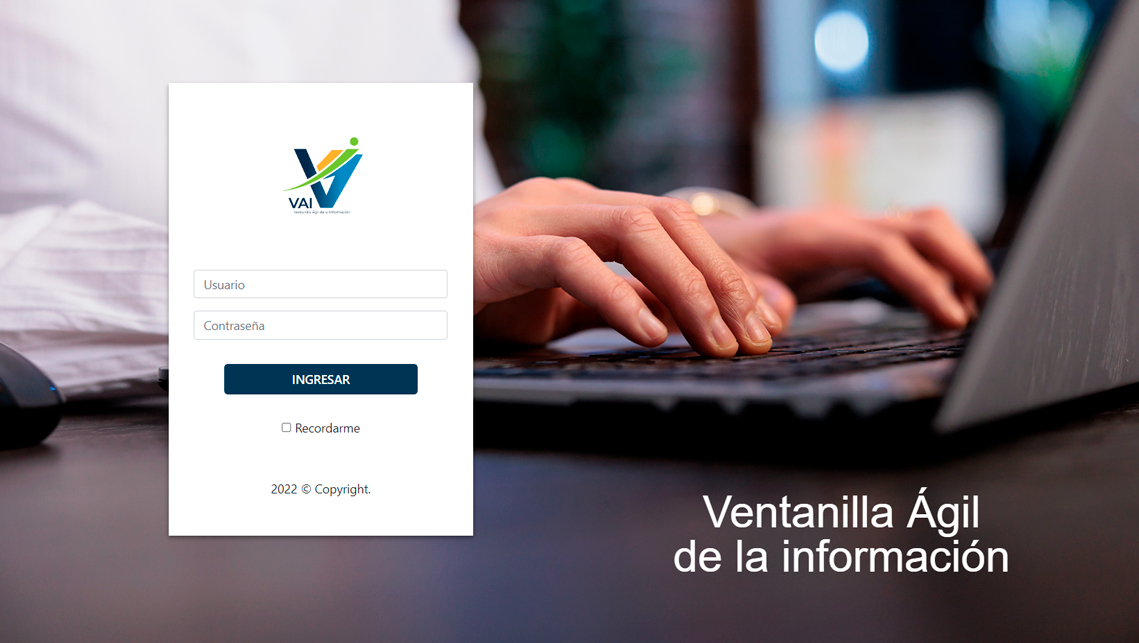 VAI
Ventanilla Ágil de la Información
Usuario
Contraseña
INGRESAR
Recordarme
2022 © Copyright.
Ventanilla Ágil
de la información